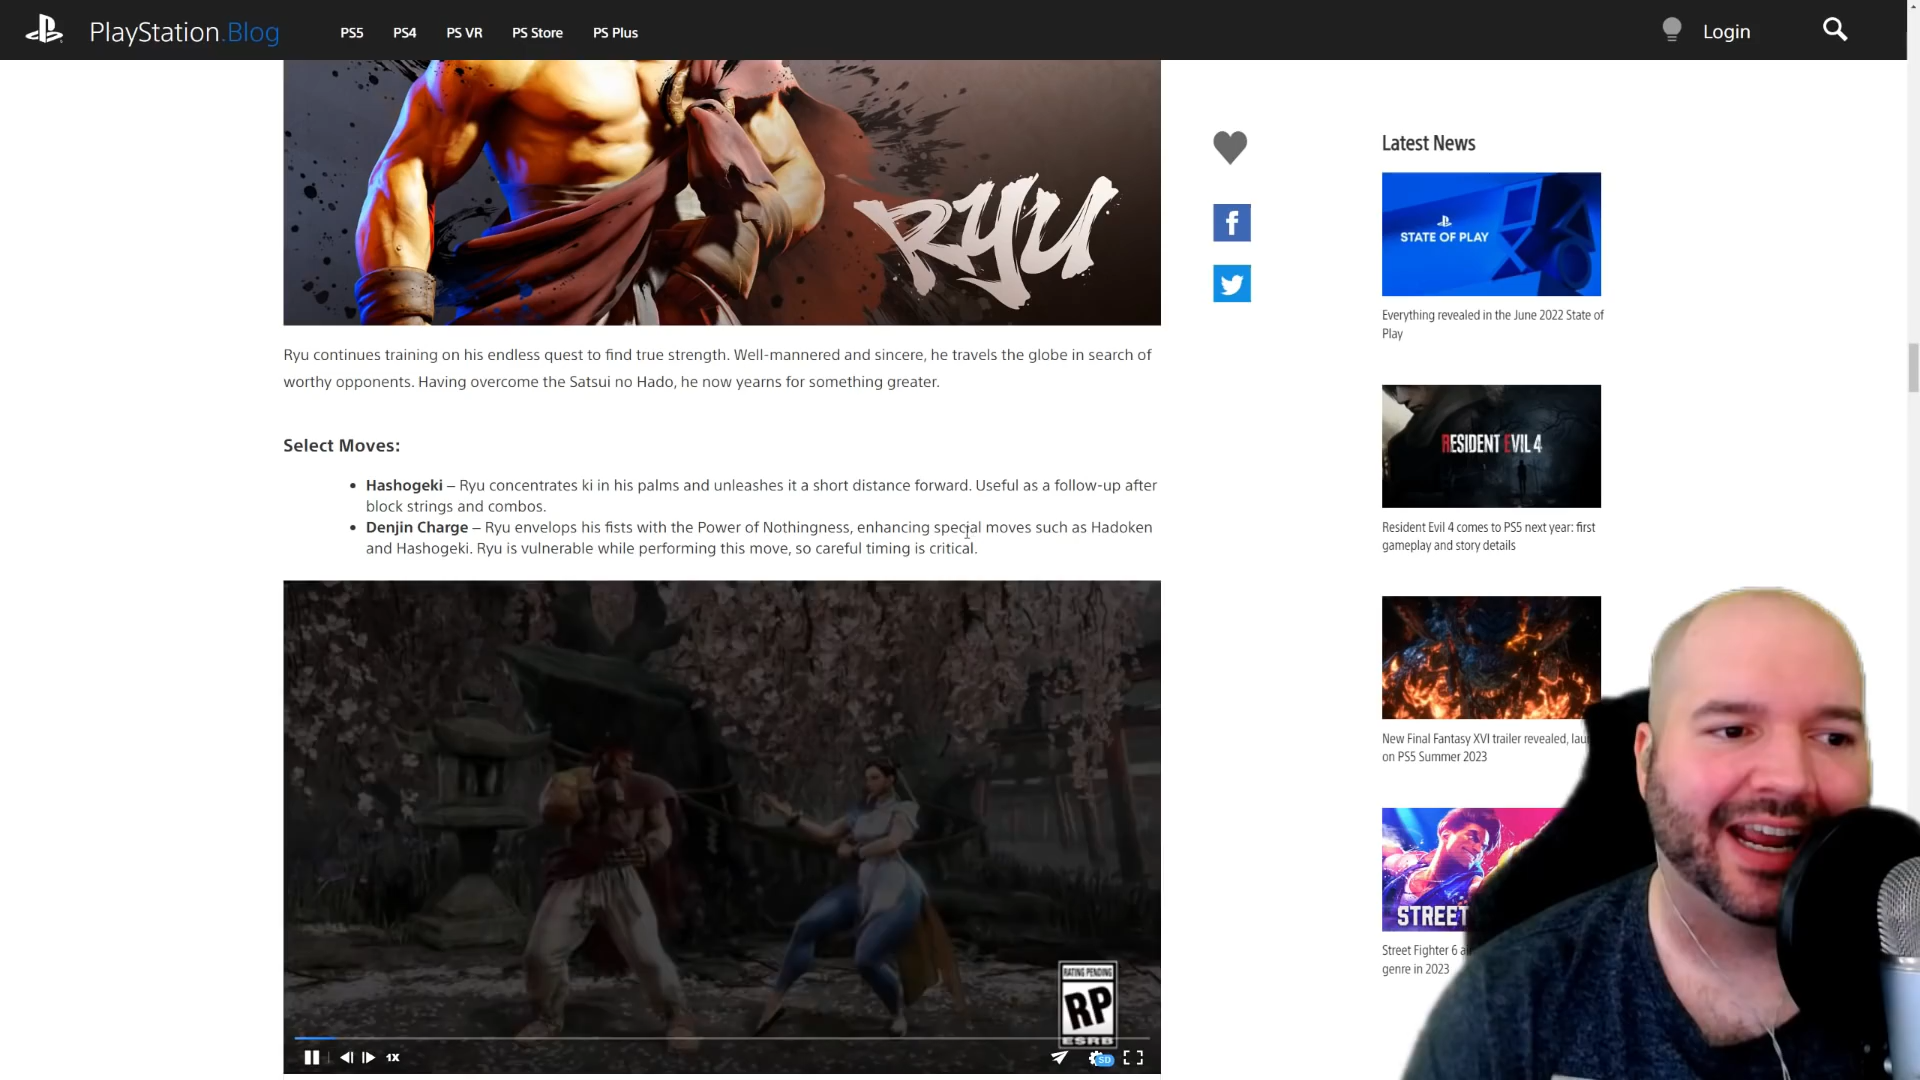 PlayStation.Blog
PS5
PS4
PS VR
PS Store
PS Plus
Login
RYU
Ryu continues training on his endless quest to find true strength. Well-mannered and sincere, he travels the globe in search of
worthy opponents. Having overcome the Satsui no Hado, he now yearns for something greater.
Select Moves:
• Hashogeki – Ryu concentrates ki in his palms and unleashes it a short distance forward. Useful as a follow-up after
block strings and combos.
• Denjin Charge – Ryu envelops his fists with the Power of Nothingness, enhancing special moves such as Hadoken
and Hashogeki. Ryu is vulnerable while performing this move, so careful timing is critical.
RATING PENDING
RP
ESRB
1X
SD
Latest News
STATE OF PLAY
Everything revealed in the June 2022 State of
Play
RESIDENT EVIL 4
Resident Evil 4 comes to PS5 next year: first
gameplay and story details
New Final Fantasy XVI trailer revealed,
on PS5 Summer 2023
STREET
Street Fighter 6
genre in 2023